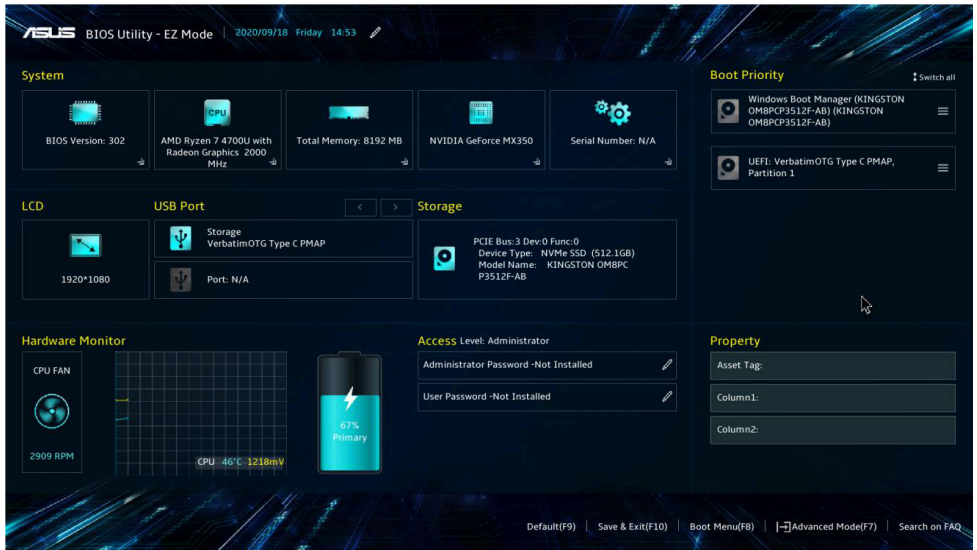 ASUS BIOS Utility - EZ Mode 2020/09/18 Friday 14:53
System
BIOS Version: 302
AMD Ryzen 7 4700U with
Radeon Graphics 2000
MHz
Total Memory: 8192 MB
NVIDIA GeForce MX350
Serial Number: N/A
Boot Priority
Switch all
Windows Boot Manager (KINGSTON
OM8PCP3512F-AB) (KINGSTON
OM8PCP3512F-AB)
UEFI: VerbatimOTG Type C PMAP,
Partition 1
LCD
1920*1080
USB Port
< >
Storage
VerbatimOTG Type C PMAP
Port: N/A
Storage
PCIE Bus:3 Dev:0 Func:0
Device Type: NVMe SSD (512.1GB)
Model Name: KINGSTON OM8PC
P3512F-AB
Hardware Monitor
CPU FAN
2909 RPM
CPU 46°C 1218mV
67%
Primary
Access Level: Administrator
Administrator Password -Not Installed
User Password -Not Installed
Property
Asset Tag:
Column1:
Column2:
Default(F9) | Save & Exit(F10) | Boot Menu(F8) | Advanced Mode(F7) | Search on FAQ